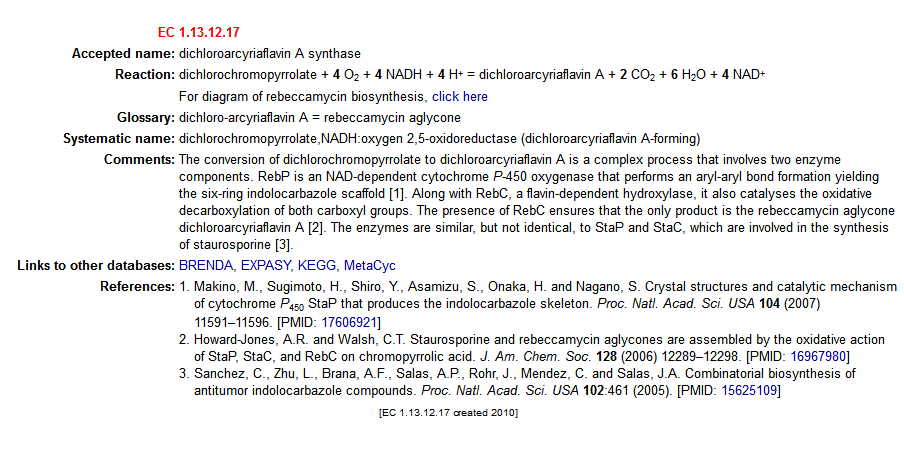 EC 1.13.12.17
Accepted name: dichloroarcyriaflavin A synthase
Reaction: dichlorochromopyrrolate + 4 O₂ + 4 NADH + 4 H⁺ = dichloroarcyriaflavin A + 2 CO₂ + 6 H₂O + 4 NAD⁺
For diagram of rebeccamycin biosynthesis, click here
Glossary: dichloro-arcyriaflavin A = rebeccamycin aglycone
Systematic name: dichlorochromopyrrolate,NADH:oxygen 2,5-oxidoreductase (dichloroarcyriaflavin A-forming)
Comments: The conversion of dichlorochromopyrrolate to dichloroarcyriaflavin A is a complex process that involves two enzyme
components. RebP is an NAD-dependent cytochrome P-450 oxygenase that performs an aryl-aryl bond formation yielding
the six-ring indolocarbazole scaffold [1]. Along with RebC, a flavin-dependent hydroxylase, it also catalyses the oxidative
decarboxylation of both carboxyl groups. The presence of RebC ensures that the only product is the rebeccamycin aglycone
dichloroarcyriaflavin A [2]. The enzymes are similar, but not identical, to StaP and StaC, which are involved in the synthesis
of staurosporine [3].
Links to other databases: BRENDA, EXPASY, KEGG, MetaCyc
References: 1. Makino, M., Sugimoto, H., Shiro, Y., Asamizu, S., Onaka, H. and Nagano, S. Crystal structures and catalytic mechanism
of cytochrome P₄₅₀ StaP that produces the indolocarbazole skeleton. Proc. Natl. Acad. Sci. USA 104 (2007)
11591–11596. [PMID: 17606921]
2. Howard-Jones, A.R. and Walsh, C.T. Staurosporine and rebeccamycin aglycones are assembled by the oxidative action
of StaP, StaC, and RebC on chromopyrrolic acid. J. Am. Chem. Soc. 128 (2006) 12289–12298. [PMID: 16967980]
3. Sanchez, C., Zhu, L., Brana, A.F., Salas, A.P., Rohr, J., Mendez, C. and Salas, J.A. Combinatorial biosynthesis of
antitumor indolocarbazole compounds. Proc. Natl. Acad. Sci. USA 102:461 (2005). [PMID: 15625109]
[EC 1.13.12.17 created 2010]